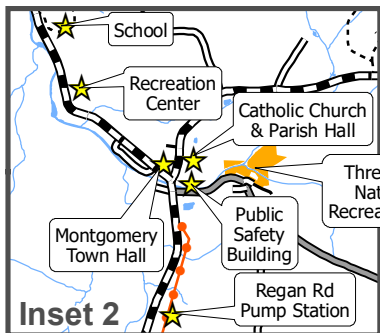 School
Recreation
Center
Catholic Church
& Parish Hall
Thre
Nat
Recrea
Montgomery
Town Hall
Public
Safety
Building
Regan Rd
Pump Station
Inset 2